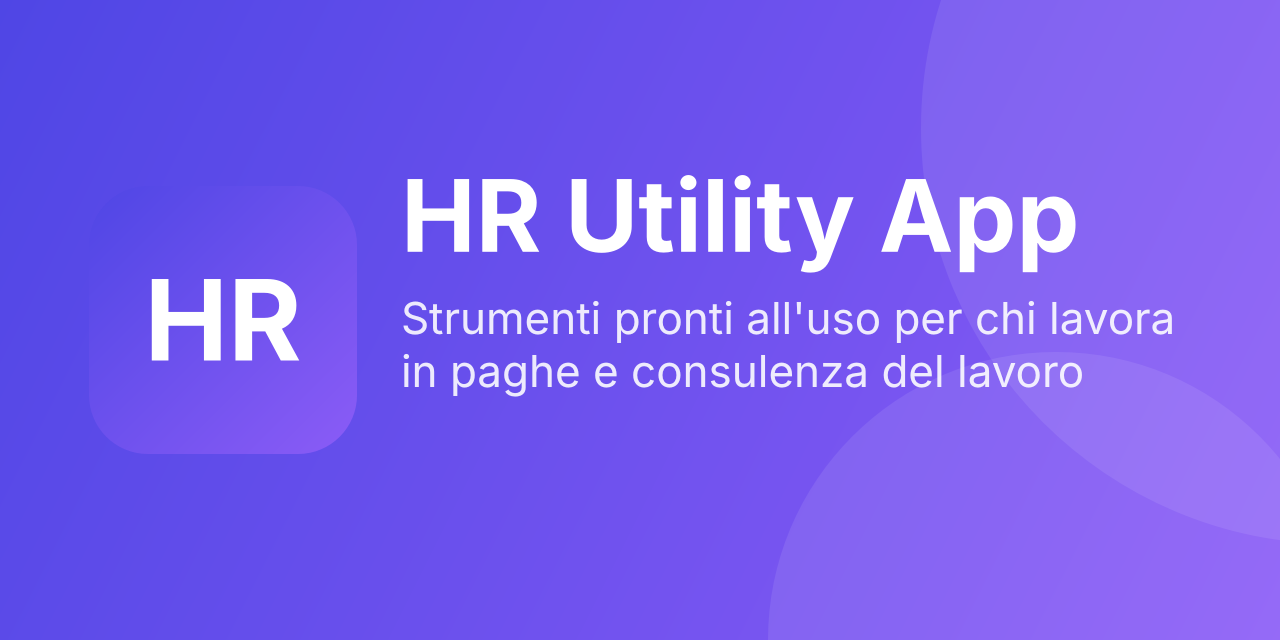 HR
HR Utility App
Strumenti pronti all'uso per chi lavora
in paghe e consulenza del lavoro